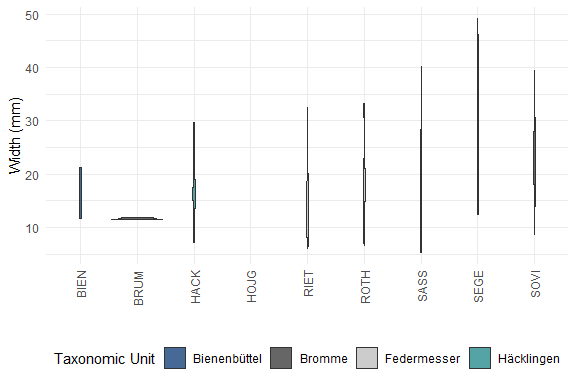 50
40
30
20
10
Width (mm)
BIEN
BRUM
HACK
HOJG
RIET
ROTH
SASS
SEGE
SOVI
Taxonomic Unit Bienenbüttel Bromme Federmesser Häcklingen